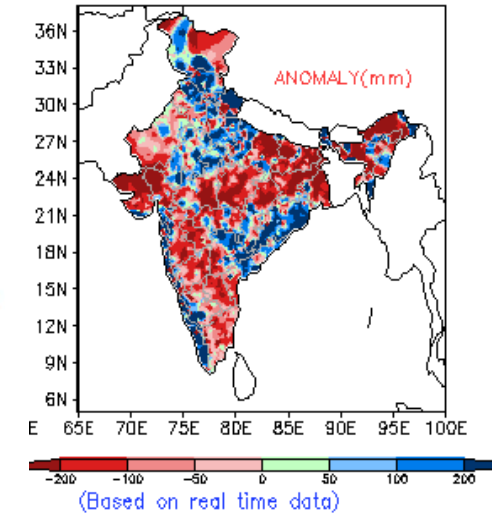 36N
33N
ANOMALY(mm)
30N
27N
24N
21N
18N
15N
12N
9N
6N
E 65E 70E 75E 80E 85E 90E 95E 100E
-200 -100 -50 0 50 100 200
(Based on real time data)